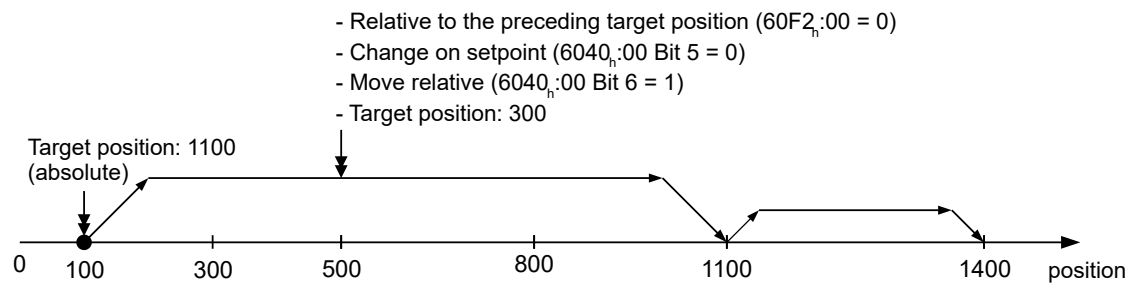 - Relative to the preceding target position (60F2h:00 = 0)
- Change on setpoint (6040h:00 Bit 5 = 0)
- Move relative (6040h:00 Bit 6 = 1)
- Target position: 300
Target position: 1100
(absolute)
0 100 300 500 800 1100 1400 position